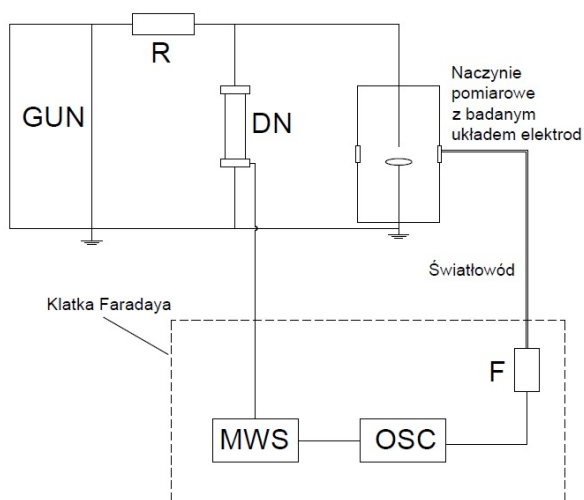 R
GUN
DN
Naczynie
pomiarowe
z badanym
układem elektrod
Światłowód
Klatka Faradaya
F
MWS
OSC